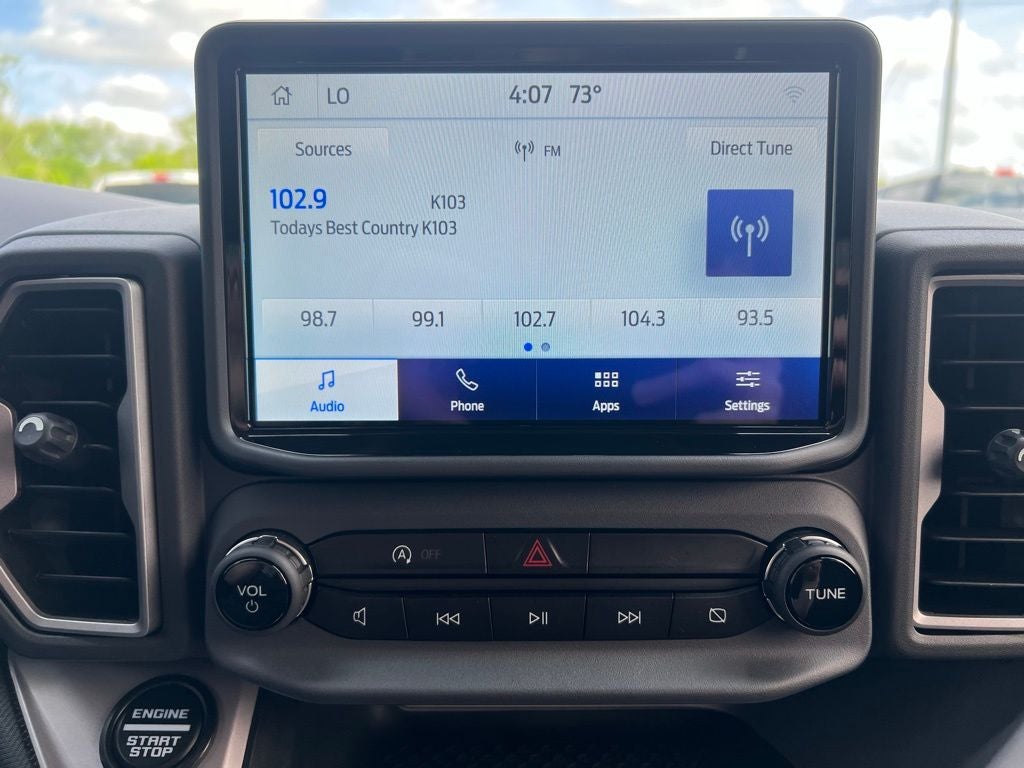 LO 4:07 73°
Sources FM Direct Tune
102.9 K103
Todays Best Country K103
98.7 99.1 102.7 104.3 93.5
Audio Phone Apps Settings
A OFF
VOL TUNE
ENGINE
START
STOP